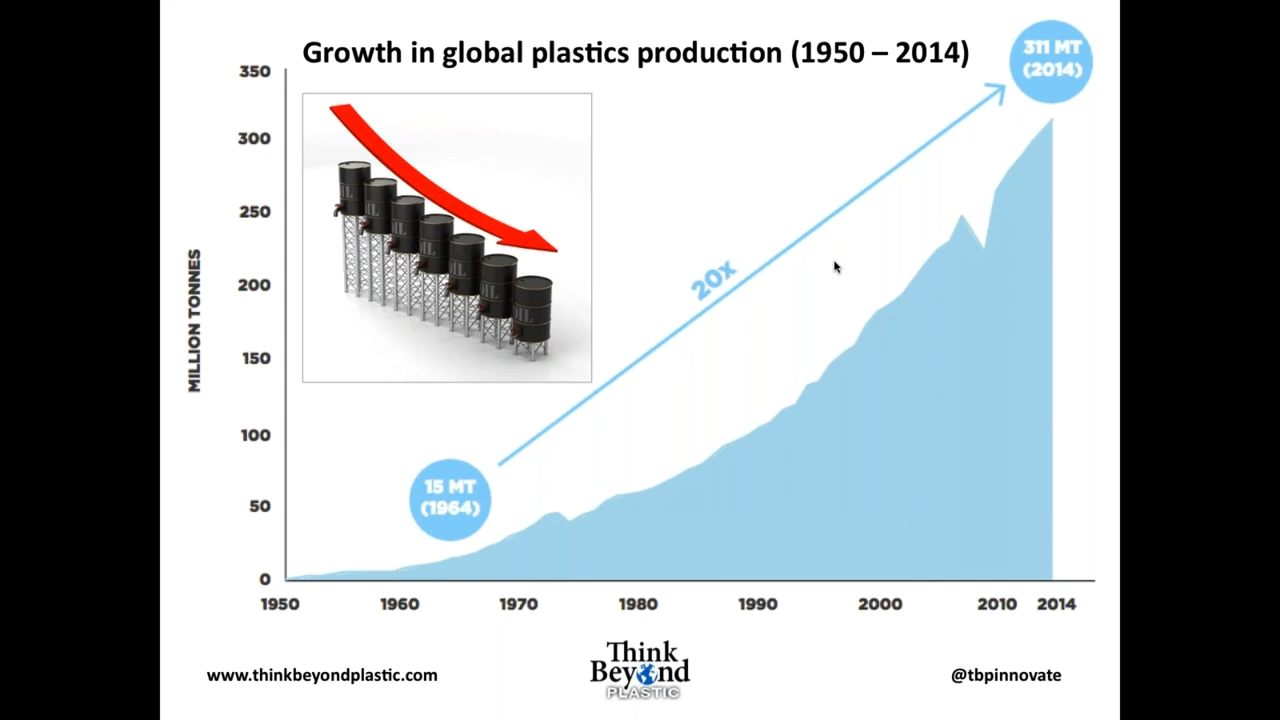 Growth in global plastics production (1950 – 2014)
311 MT
(2014)
350
300
250
200
150
100
50
0
MILLION TONNES
20x
15 MT
(1964)
1950 1960 1970 1980 1990 2000 2010 2014
www.thinkbeyondplastic.com
Think
Beyond
PLASTIC
@tbpinnovate